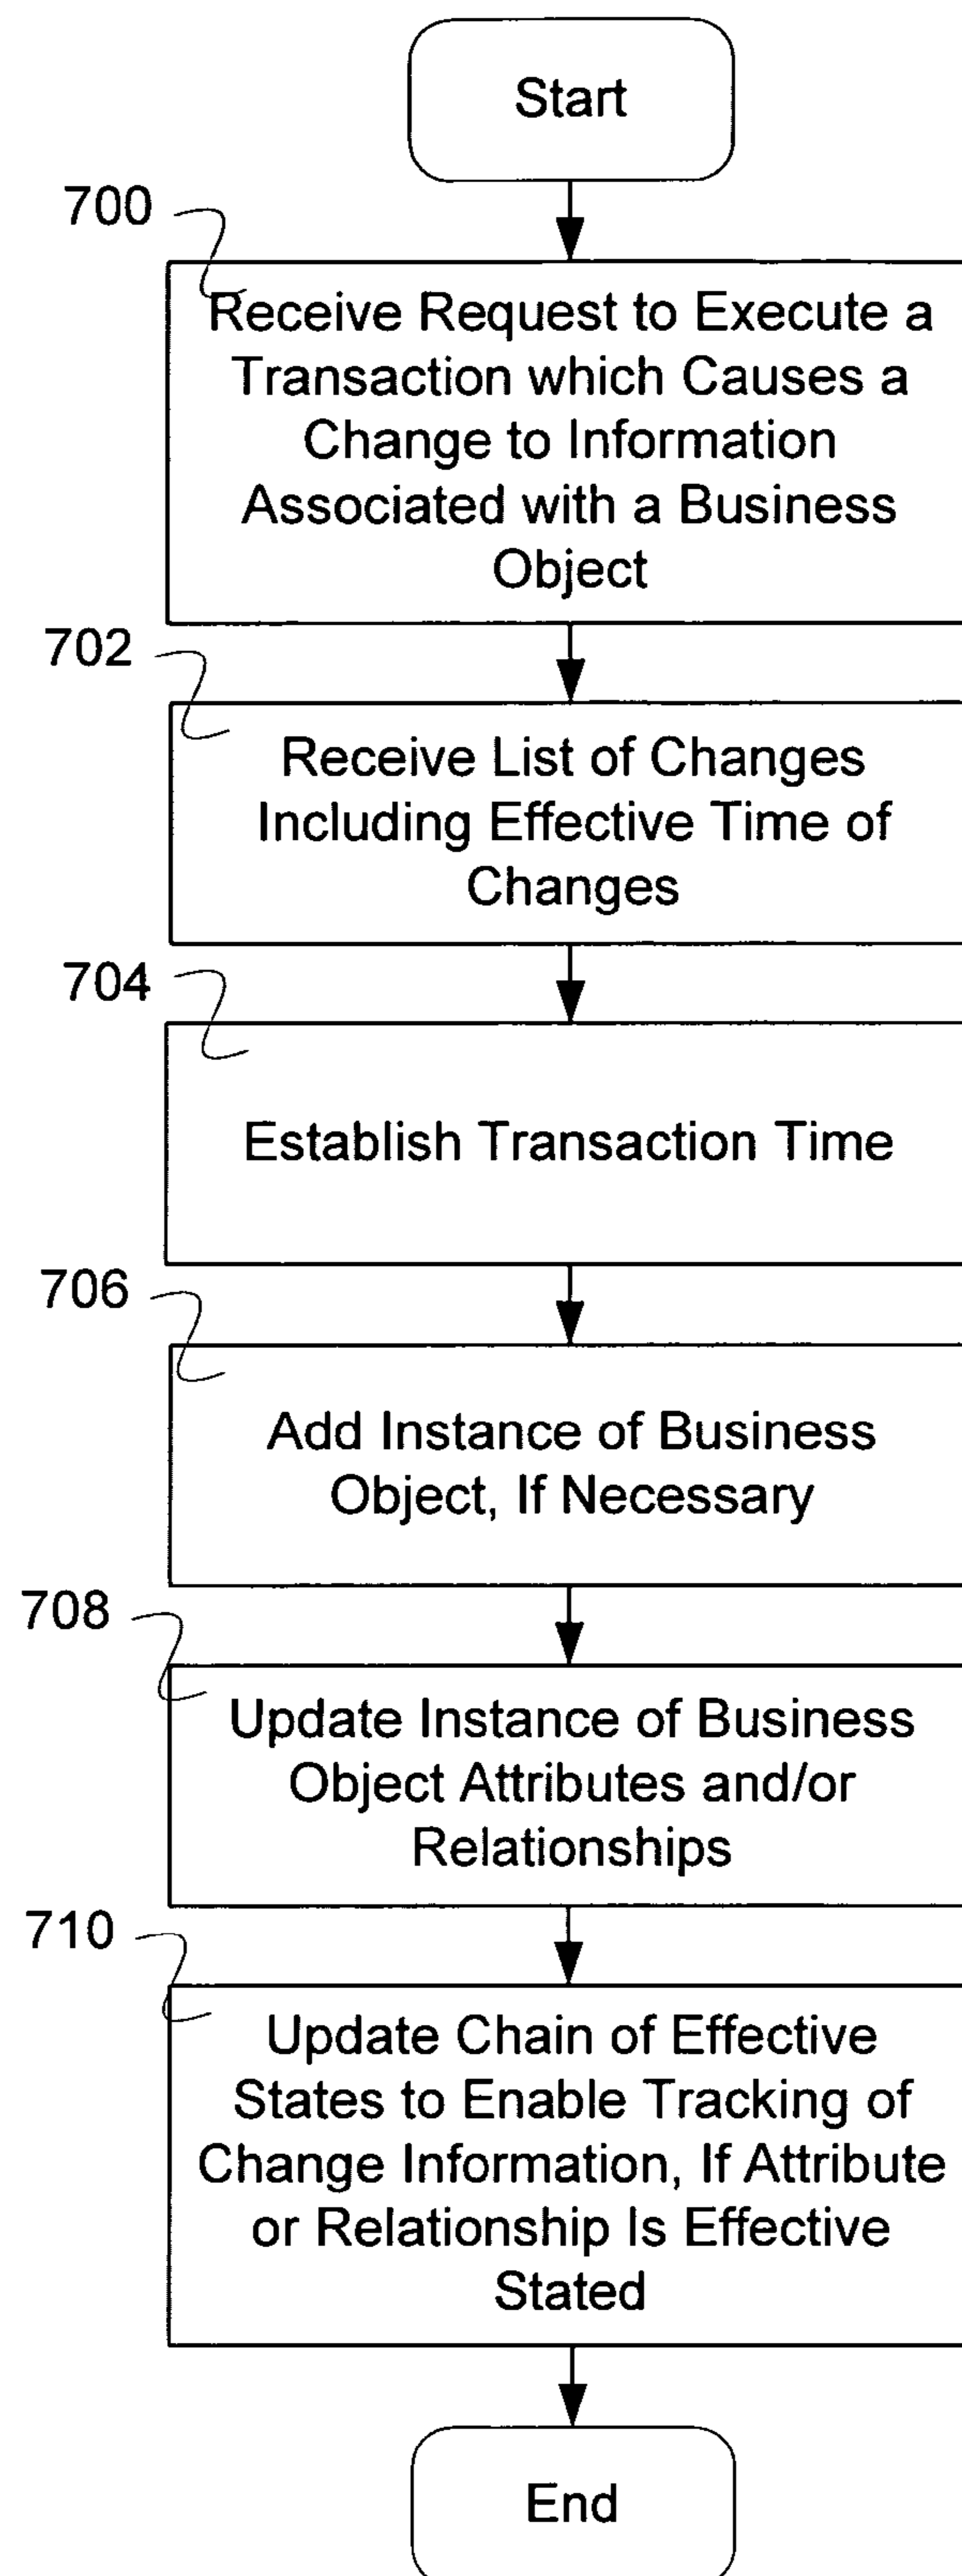 Start
700
Receive Request to Execute a
Transaction which Causes a
Change to Information
Associated with a Business
Object
702
Receive List of Changes
Including Effective Time of
Changes
704
Establish Transaction Time
706
Add Instance of Business
Object, If Necessary
708
Update Instance of Business
Object Attributes and/or
Relationships
710
Update Chain of Effective
States to Enable Tracking of
Change Information, If Attribute
or Relationship Is Effective
Stated
End